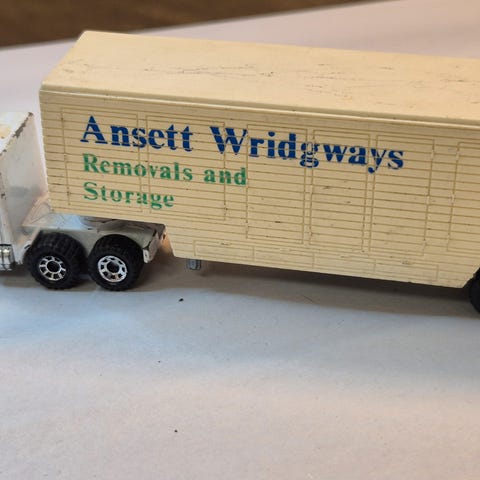 Ansett Wridgways
Removals and
Storage